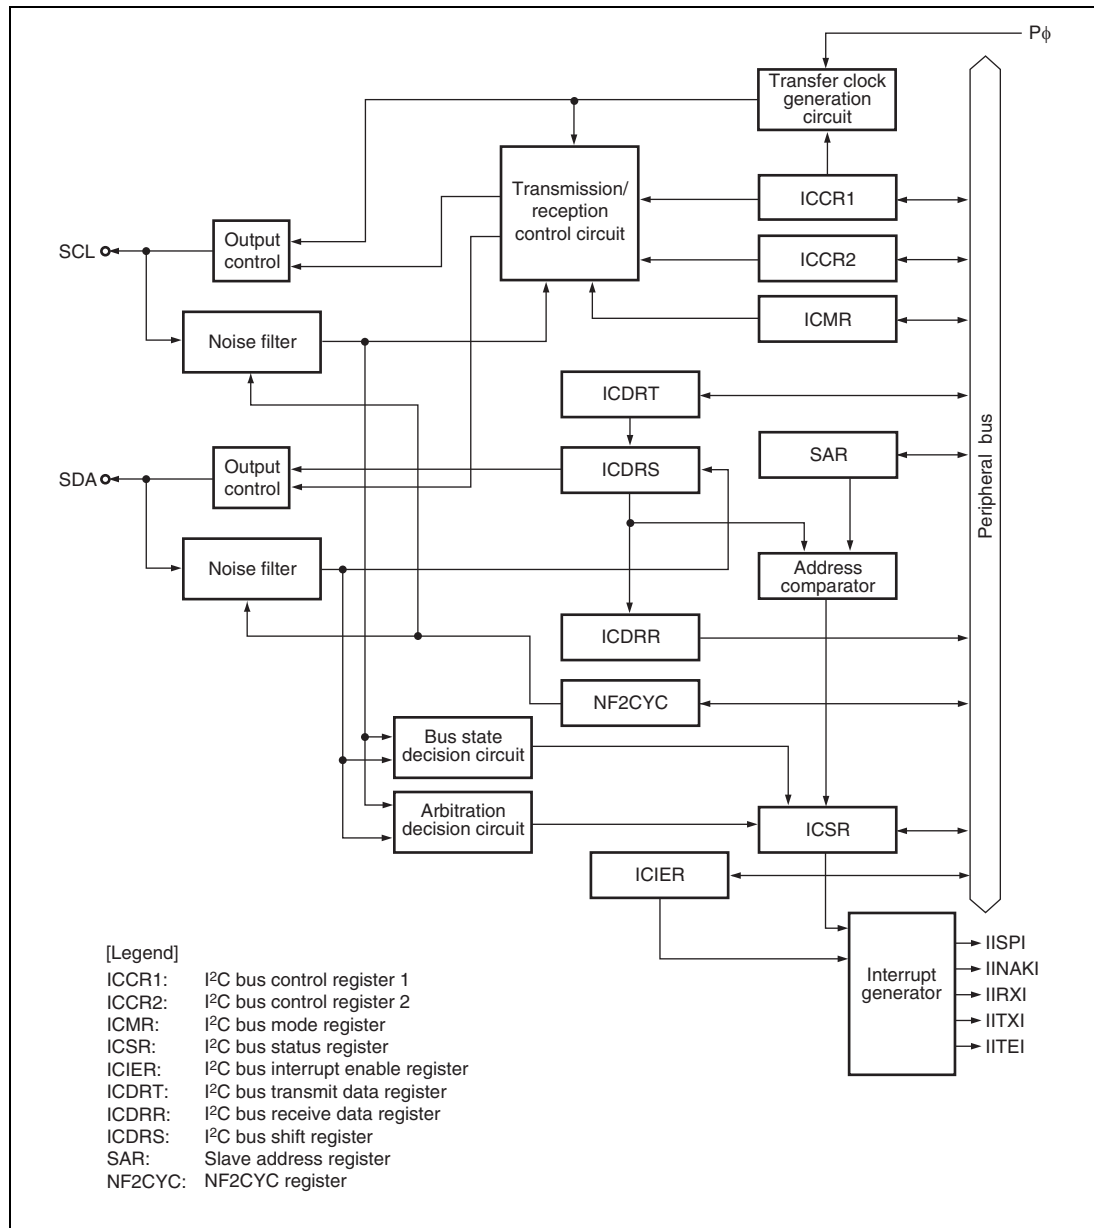 Pϕ
Transfer clock
generation
circuit
Transmission/
reception
control circuit
ICCR1
SCL
Output
control
ICCR2
ICMR
Noise filter
ICDRT
Peripheral bus
SDA
Output
control
ICDRS
SAR
Noise filter
Address
comparator
ICDRR
NF2CYC
Bus state
decision circuit
Arbitration
decision circuit
ICSR
ICIER
Interrupt
generator
IISPI
IINAKI
IIRXI
IITXI
IITEI
[Legend]
ICCR1: I²C bus control register 1
ICCR2: I²C bus control register 2
ICMR: I²C bus mode register
ICSR: I²C bus status register
ICIER: I²C bus interrupt enable register
ICDRT: I²C bus transmit data register
ICDRR: I²C bus receive data register
ICDRS: I²C bus shift register
SAR: Slave address register
NF2CYC: NF2CYC register